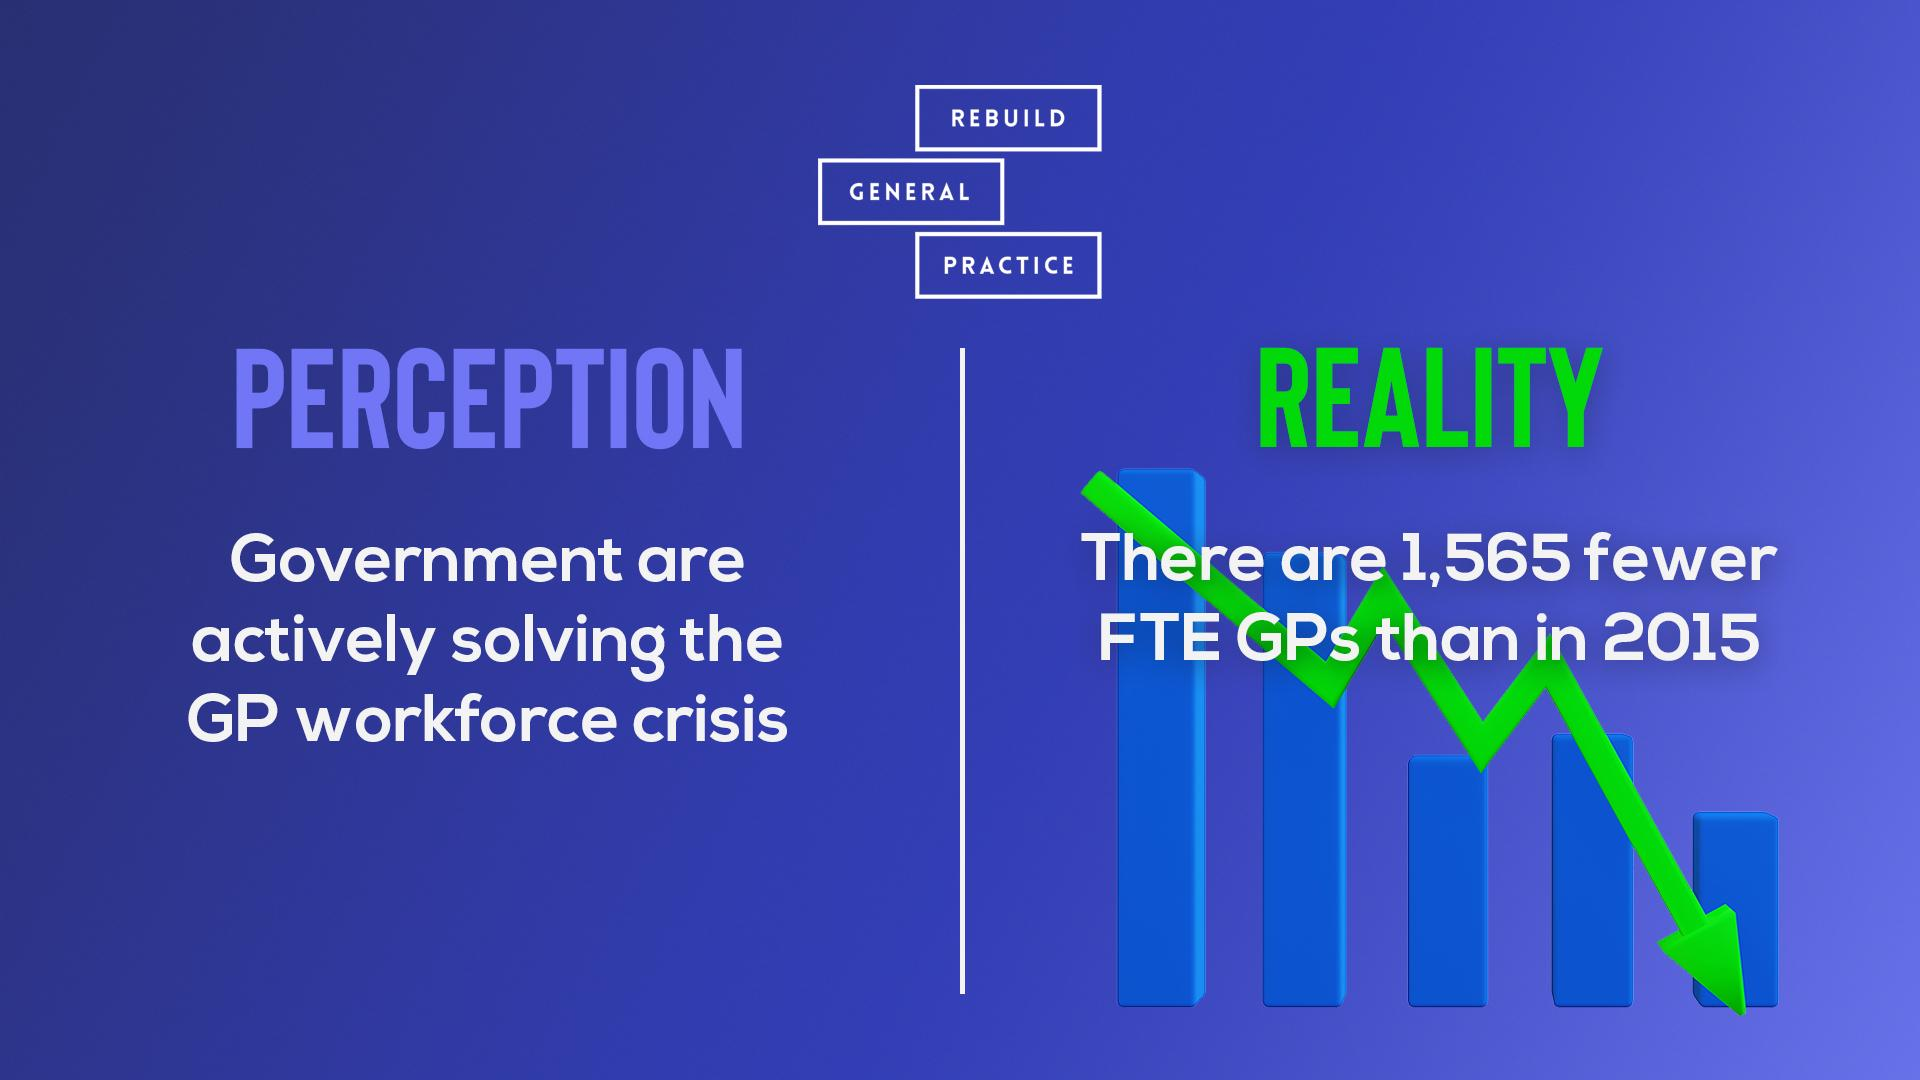 REBUILD
GENERAL
PRACTICE
PERCEPTION
Government are
actively solving the
GP workforce crisis
REALITY
There are 1,565 fewer
FTE GPs than in 2015